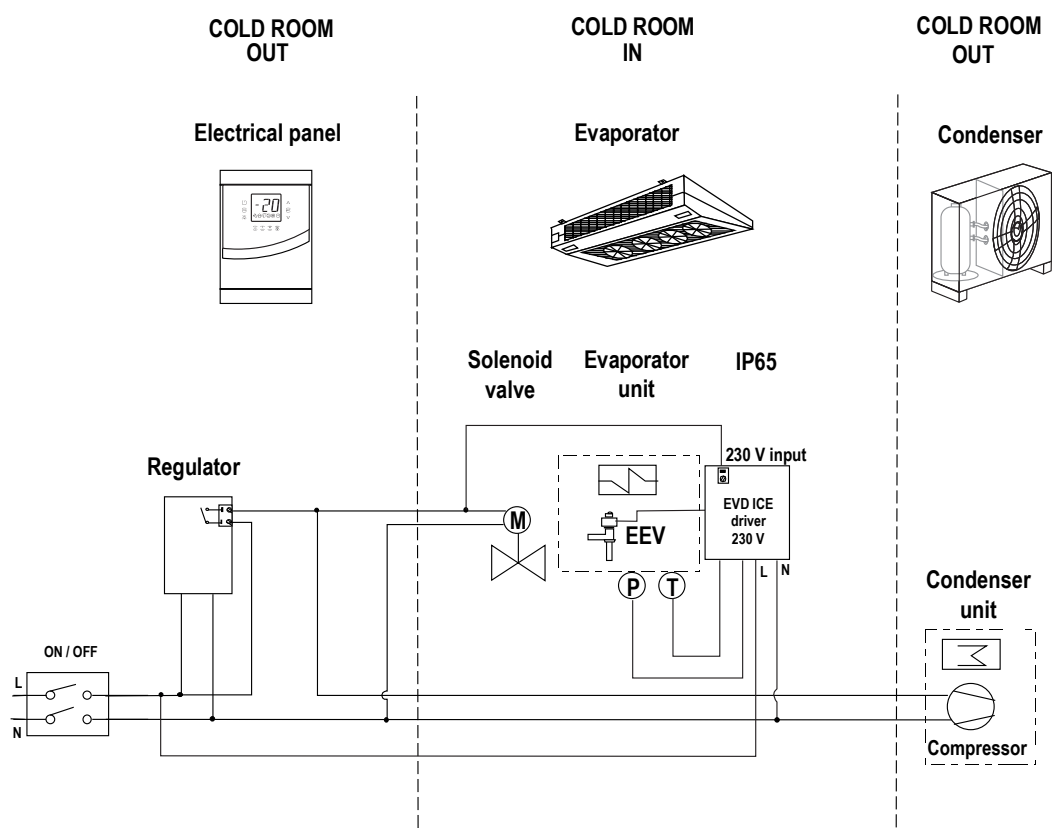 COLD ROOM
OUT
COLD ROOM
IN
COLD ROOM
OUT
Electrical panel
Evaporator
Condenser
-20
Solenoid
valve
Evaporator
unit
IP65
230 V input
Regulator
EVD ICE
driver
230 V
M
EEV
L
N
P
T
Condenser
unit
ON / OFF
L
N
Compressor